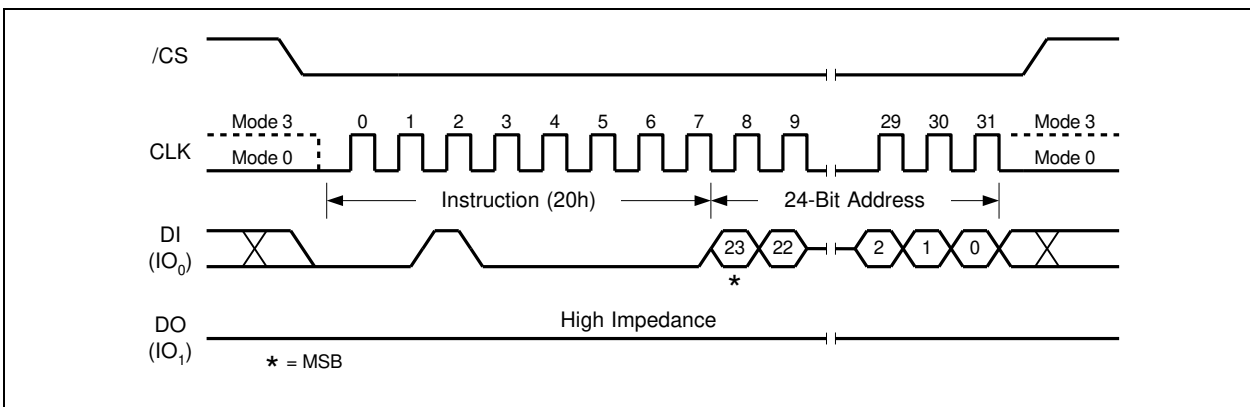 /CS
Mode 3 0 1 2 3 4 5 6 7 8 9 29 30 31 Mode 3
CLK
Mode 0 Mode 0
Instruction (20h) 24-Bit Address
DI
(IO0)
23 22 2 1 0
*
High Impedance
DO
(IO1)
* = MSB